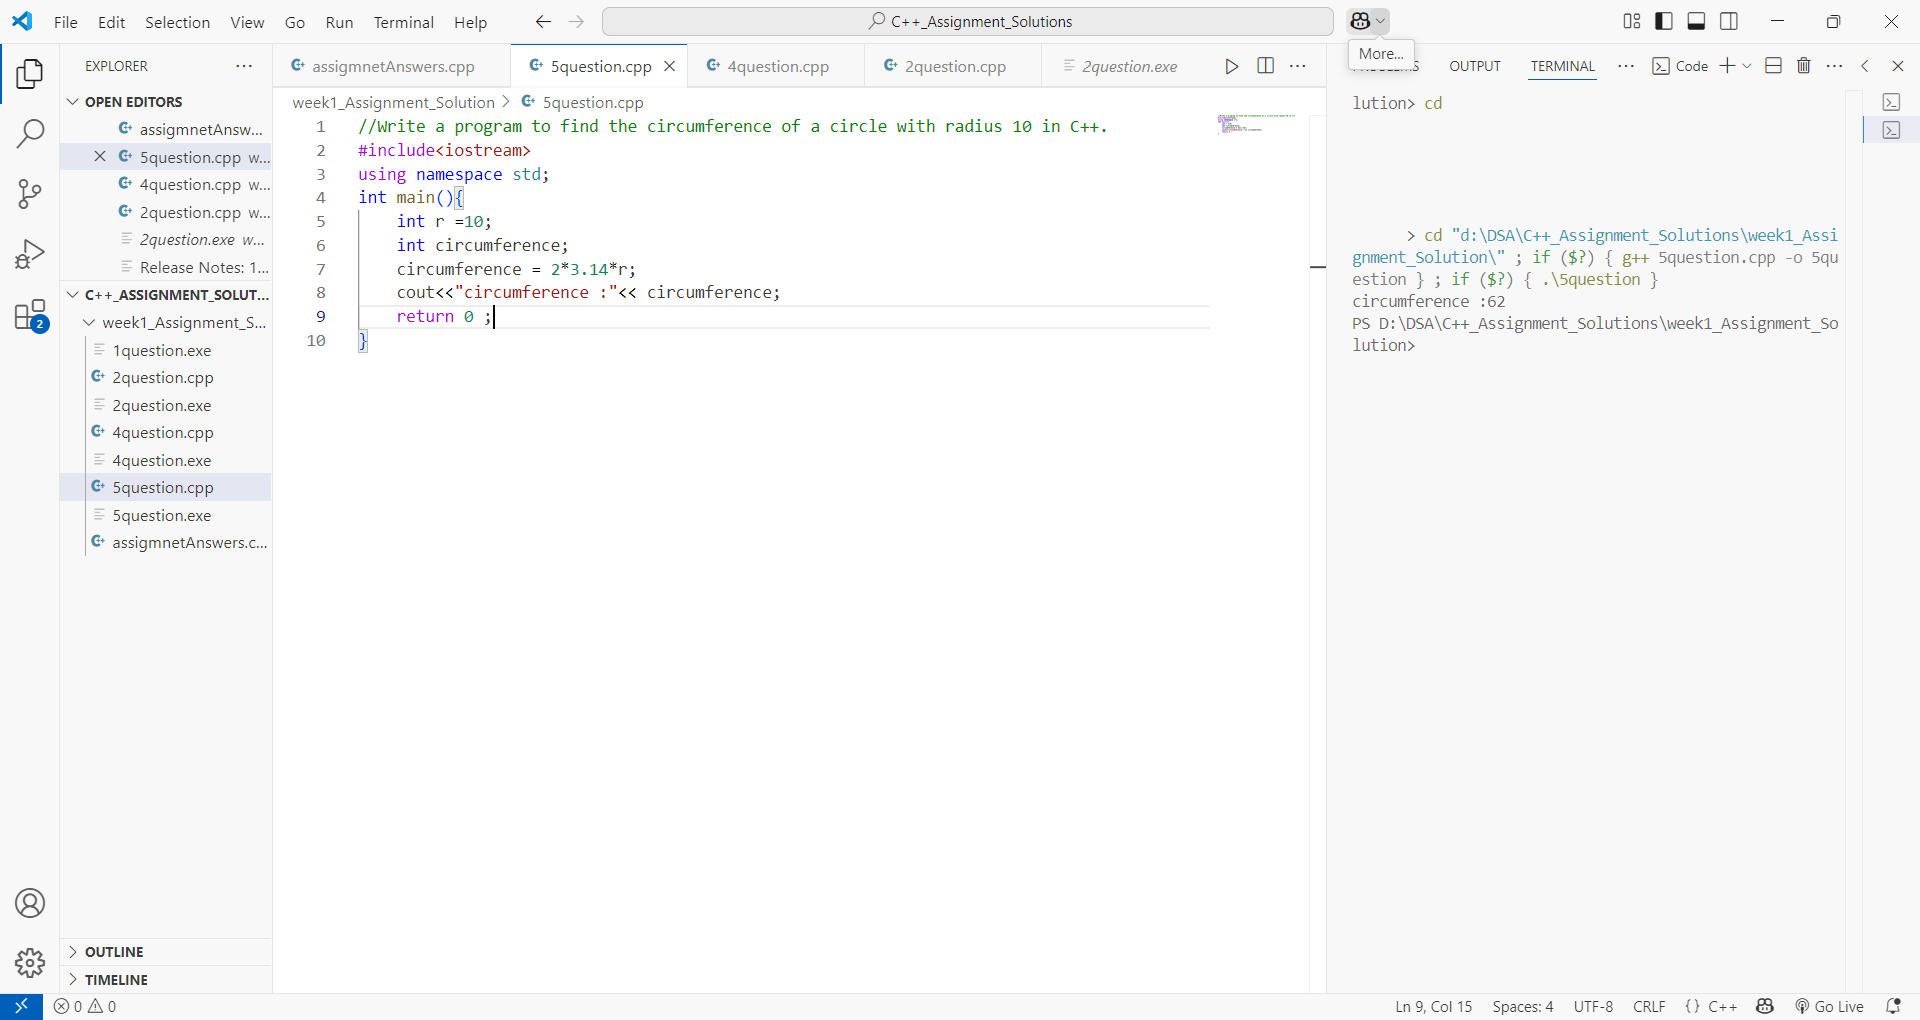 File Edit Selection View Go Run Terminal Help
C++_Assignment_Solutions
More...
EXPLORER
OPEN EDITORS
assigmnetAnsw...
5question.cpp w...
4question.cpp w...
2question.cpp w...
2question.exe w...
Release Notes: 1...
C++_ASSIGNMENT_SOLUT...
week1_Assignment_S...
1question.exe
2question.cpp
2question.exe
4question.cpp
4question.exe
5question.cpp
5question.exe
assigmnetAnswers.c...
OUTLINE
TIMELINE
2
assigmnetAnswers.cpp 5question.cpp 4question.cpp 2question.cpp 2question.exe
week1_Assignment_Solution > 5question.cpp
1 //Write a program to find the circumference of a circle with radius 10 in C++.
2 #include<iostream>
3 using namespace std;
4 int main(){
5 int r =10;
6 int circumference;
7 circumference = 2*3.14*r;
8 cout<<"circumference :"<< circumference;
9 return 0 ;
10 }
OUTPUT TERMINAL ... Code
lution> cd
> cd "d:\DSA\C++_Assignment_Solutions\week1_Assi
gnment_Solution\" ; if ($?) { g++ 5question.cpp -o 5qu
estion } ; if ($?) { .\5question }
circumference :62
PS D:\DSA\C++_Assignment_Solutions\week1_Assignment_So
lution>
0 0 Ln 9, Col 15 Spaces: 4 UTF-8 CRLF {} C++ Go Live